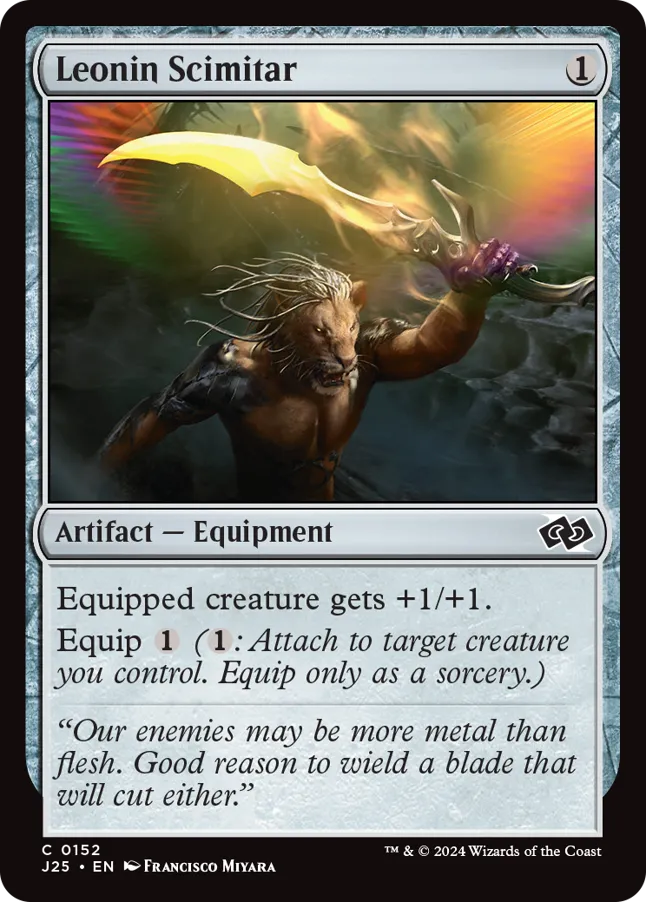 Leonin Scimitar 1
Artifact — Equipment
Equipped creature gets +1/+1.
Equip 1 (1: Attach to target creature
you control. Equip only as a sorcery.)
“Our enemies may be more metal than
flesh. Good reason to wield a blade that
will cut either.”
C 0152
J25 • EN Francisco Miyara
™ & © 2024 Wizards of the Coast